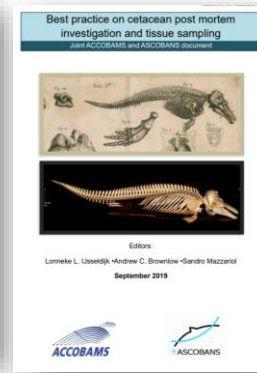 Best practice on cetacean post mortem
investigation and tissue sampling
Joint ACCOBAMS and ASCOBANS document
Editors:
Lonneke L. IJsseldijk •Andrew C. Brownlow •Sandro Mazzariol
September 2019
ACCOBAMS
ASCOBANS